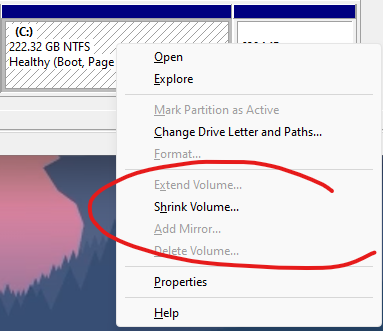 (C:)
222.32 GB NTFS
Healthy (Boot, Page
Open
Explore
Mark Partition as Active
Change Drive Letter and Paths...
Format...
Extend Volume...
Shrink Volume...
Add Mirror...
Delete Volume...
Properties
Help